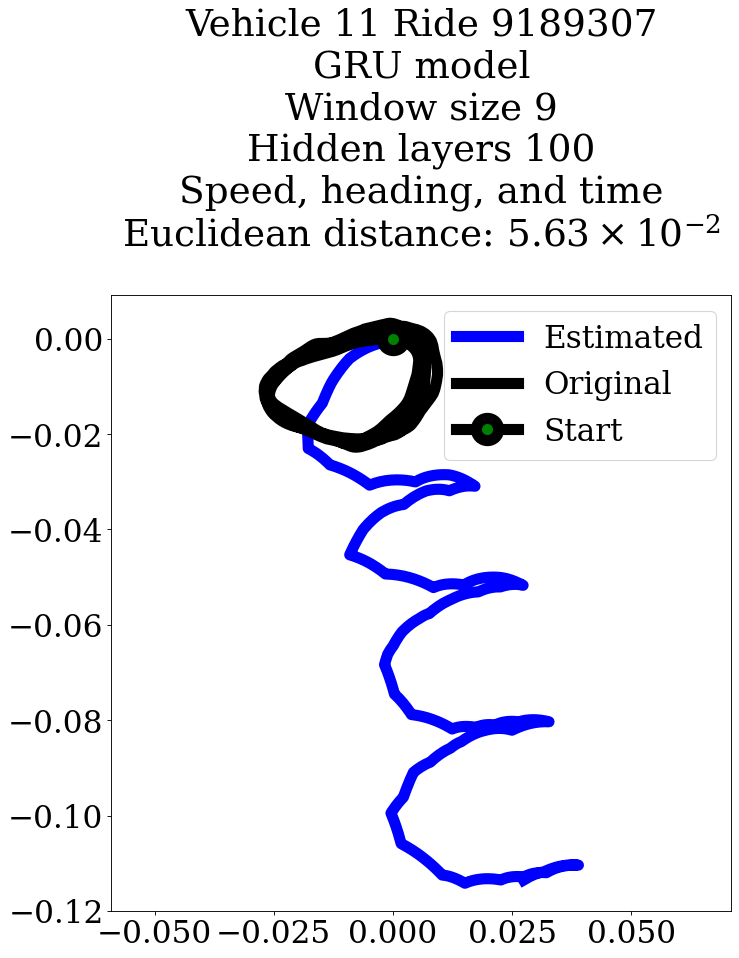 Vehicle 11 Ride 9189307
GRU model
Window size 9
Hidden layers 100
Speed, heading, and time
Euclidean distance: 5.63 × 10⁻²
Estimated
Original
Start
0.00
−0.02
−0.04
−0.06
−0.08
−0.10
−0.12
−0.050 −0.025 0.000 0.025 0.050